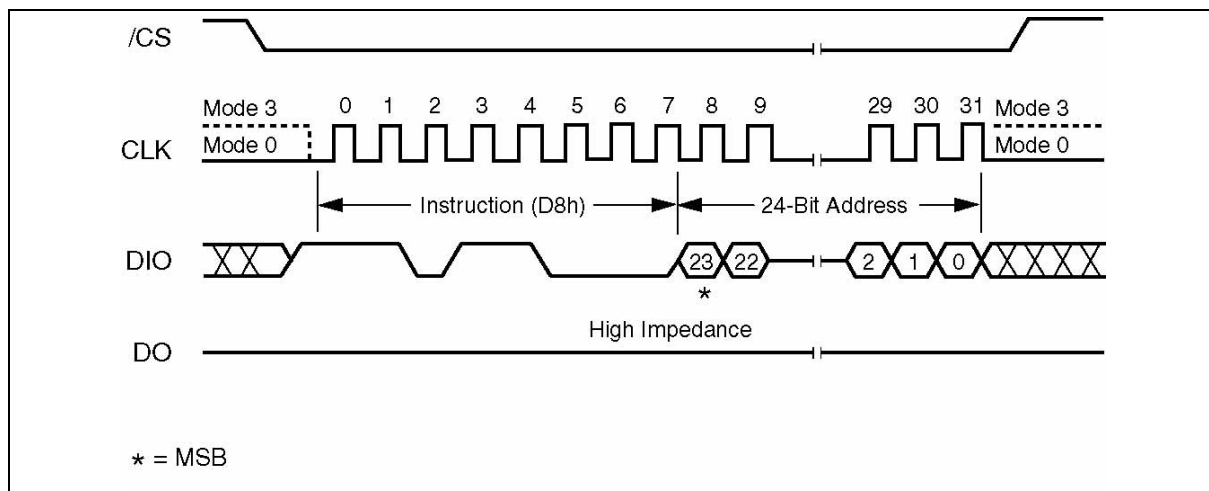 /CS
Mode 3 0 1 2 3 4 5 6 7 8 9 29 30 31 Mode 3
CLK Mode 0 Mode 0
Instruction (D8h) 24-Bit Address
DIO 23 22 2 1 0
*
High Impedance
DO
* = MSB